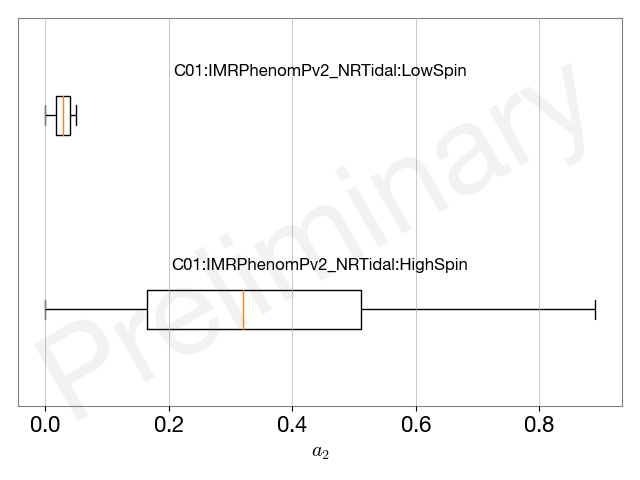 C01:IMRPhenomPv2_NRTidal:LowSpin
Preliminary
C01:IMRPhenomPv2_NRTidal:HighSpin
0.0 0.2 0.4 0.6 0.8
a₂